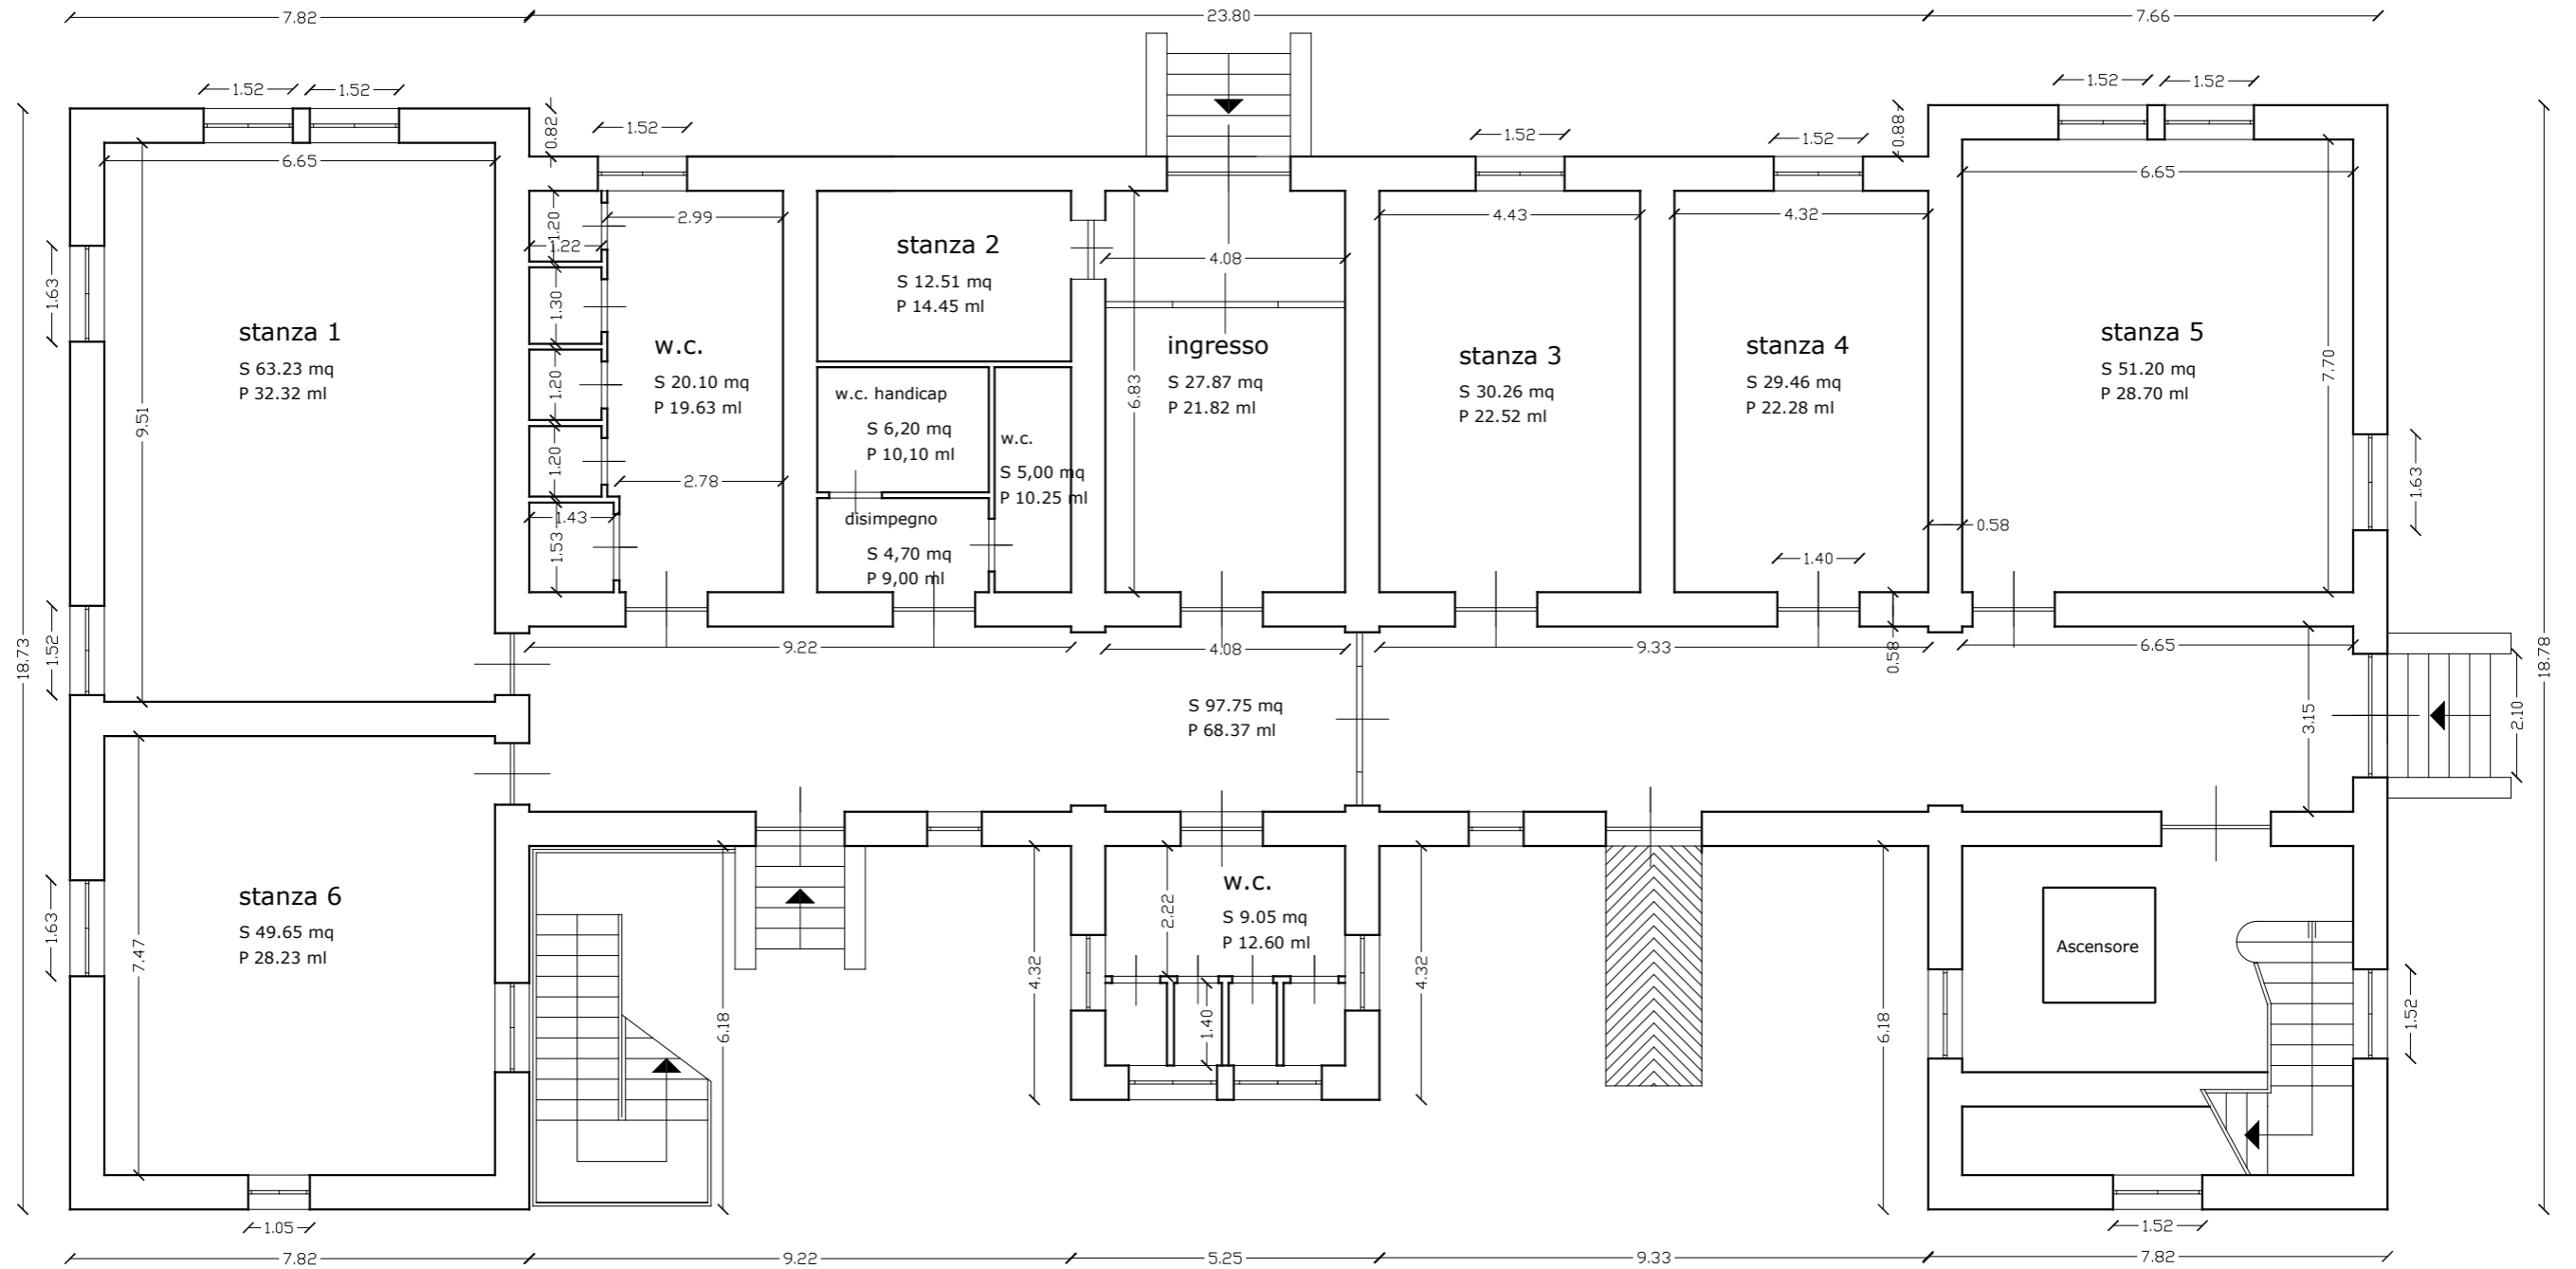 7.82
23.80
7.66
1.52
1.52
1.52
1.52
0.82
1.52
1.52
1.52
0.88
6.65
6.65
1.20
2.99
4.43
4.32
1.22
stanza 2
4.08
S 12.51 mq
P 14.45 ml
1.63
1.30
stanza 1
S 63.23 mq
P 32.32 ml
w.c.
S 20.10 mq
P 19.63 ml
ingresso
S 27.87 mq
P 21.82 ml
stanza 3
S 30.26 mq
P 22.52 ml
stanza 4
S 29.46 mq
P 22.28 ml
stanza 5
S 51.20 mq
P 28.70 ml
7.70
1.20
6.83
w.c. handicap
S 6,20 mq
P 10,10 ml
9.51
w.c.
S 5,00 mq
P 10.25 ml
1.20
2.78
1.63
1.43
disimpegno
S 4,70 mq
P 9,00 ml
0.58
1.53
1.40
1.52
9.22
4.08
9.33
0.58
6.65
18.73
18.78
S 97.75 mq
P 68.37 ml
3.15
2.10
stanza 6
S 49.65 mq
P 28.23 ml
1.63
7.47
w.c.
S 9.05 mq
P 12.60 ml
2.22
4.32
4.32
Ascensore
1.40
6.18
6.18
1.52
1.05
1.52
7.82
9.22
5.25
9.33
7.82